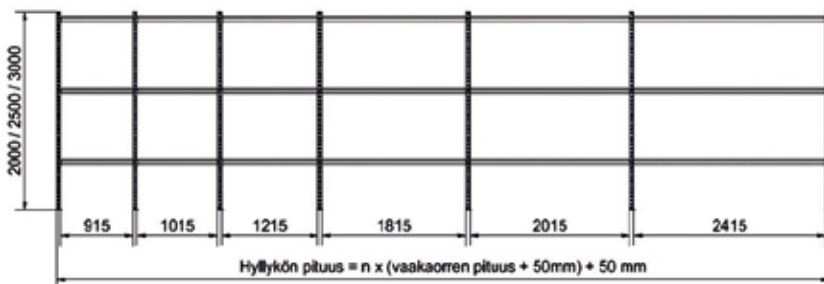 2000 / 2500 / 3000
915 1015 1215 1815 2015 2415
Hyllykön pituus = n x (vaakaorren pituus + 50mm) + 50 mm